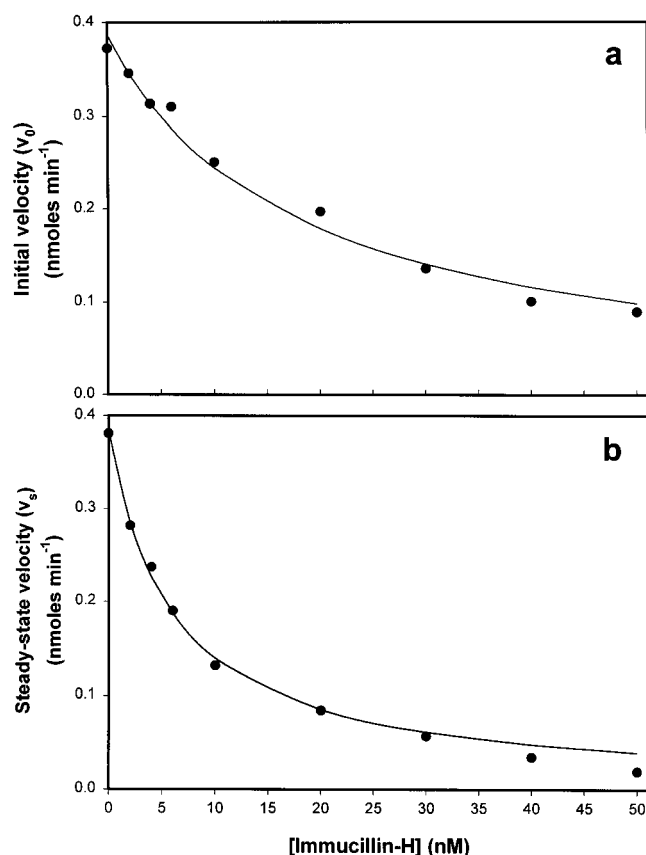 a
Initial velocity (v₀)
(nmoles min⁻¹)
0.4
0.3
0.2
0.1
0.0
b
Steady-state velocity (vₛ)
(nmoles min⁻¹)
0.4
0.3
0.2
0.1
0.0
0 5 10 15 20 25 30 35 40 45 50
[Immucillin-H] (nM)